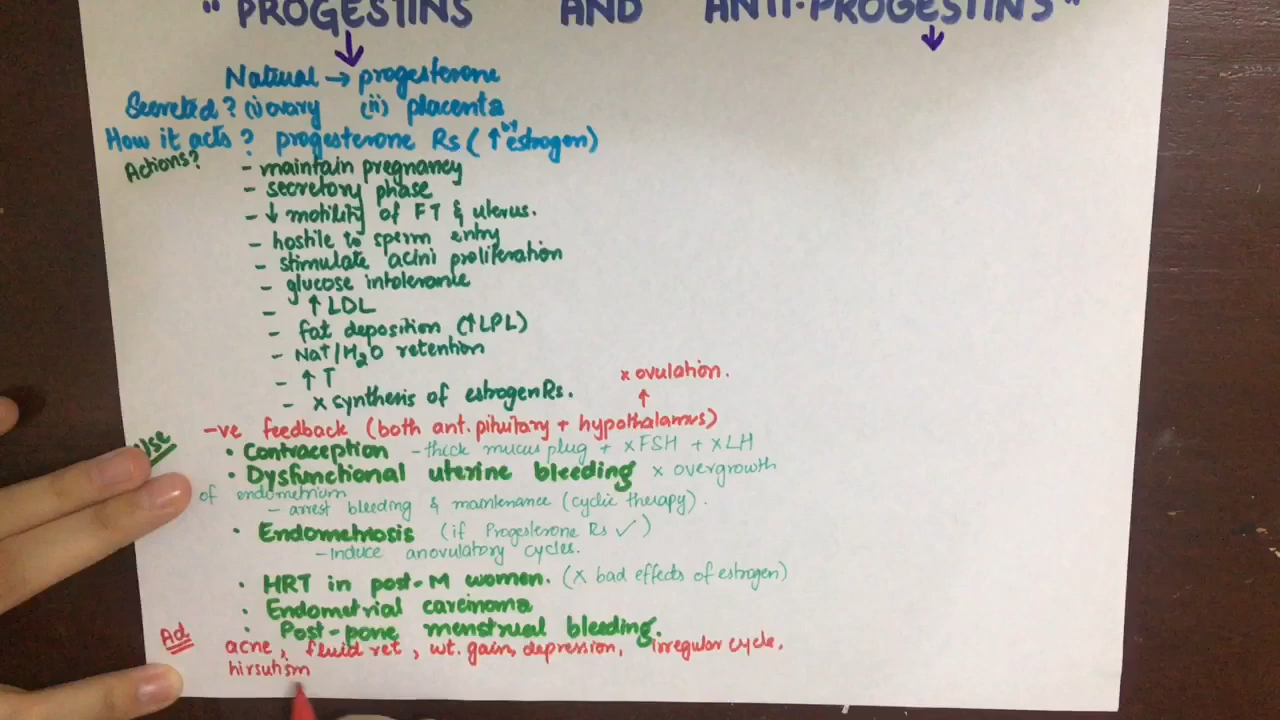 "PROGESTINS AND ANTI-PROGESTINS"
Natural → progesterone
Secreted? (i) ovary (ii) placenta
How it acts? progesterone Rs (↑ by estrogen)
Actions?
- maintain pregnancy
- secretory phase
- ↓ motility of FT & uterus.
- hostile to sperm entry
- stimulate acini proliferation
- glucose intolerance
- ↑ LDL
- fat deposition (↑LPL)
- Na+/H2O retention
- ↑ T
- x synthesis of estrogen Rs.
x ovulation.
↑
-ve feedback (both ant. pituitary + hypothalamus)
Use
• Contraception - thick mucus plug + xFSH + xLH
• Dysfunctional uterine bleeding x overgrowth
of endometrium
- arrest bleeding & maintenance (cyclic therapy).
• Endometriosis (if Progesterone Rs ✓)
- Induce anovulatory cycles.
• HRT in post-M women. (x bad effects of estrogen)
• Endometrial carcinoma
• Post-pone menstrual bleeding.
Ad
acne, fluid ret, wt. gain, depression, irregular cycle,
hirsutism